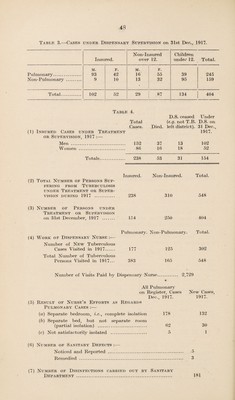 48
TABLE 3.—CASES UNDER DISPENSARY SUPERVISION on 31st Dec., 1917.
Insured. Non-Insured over 12. Children under 12. Total.
M. F. M. F.
Pulmonary 93 42 16 55 39 245
Non-Pulmonary 9 10 13 32 95 159
Total 102 52 29 87 134 404
TABLE 4.
Total Cases. Died. D.S. ceased (e.g. not T.B. left district). Under D.S. on 31 Dec., 1917.
(1) INSURED CASES UNDER TREATMENT
OR SUPERVISION, 1917 :—
Men 152 37 13 102
Women 86 16 18 52
Totals 238 53 31 154
Insured. Non-Insured. Total.
(2) TOTAL NUMBER OF PERSONS SUF-
FERING FROM TUBERCULOSIS
UNDER TREATMENT OR SUPER-
VISION DURING 1917 238 310 548
(3) NUMBER OF PERSONS UNDER
TREATMENT OR SUPERVISION
on 31st December, 1917 154 250 404
Pulmonary. Non-Pulmonary. Total.
(4) WORK OF DISPENSARY NURSE :—
Number of New Tuberculous
Cases Visited in 1917 177 125 302
Total Number of Tuberculous
Persons Visited in 1917 383 165 548
Number of Visits Paid by Dispensary Nurse 2,729
All Pulmonary
on Register, Cases New Cases,
Dec., 1917. 1917.
(5) RESULT OF NURSE'S EFFORTS AS REGARDS
PULMONARY CASES :—
(a) Separate bedroom, i.e., complete isolation 178 132
(b) Separate bed, but not separate room
(partial isolation) 62 30
(c) Not satisfactorily isolated 5 1
(6) NUMBER OF SANITARY DEFECTS :—
Noticed and Reported
Remedied
(7) NUMBER OF DISINFECTIONS CARRIED OUT BY SANITARY
DEPARTMENT 181